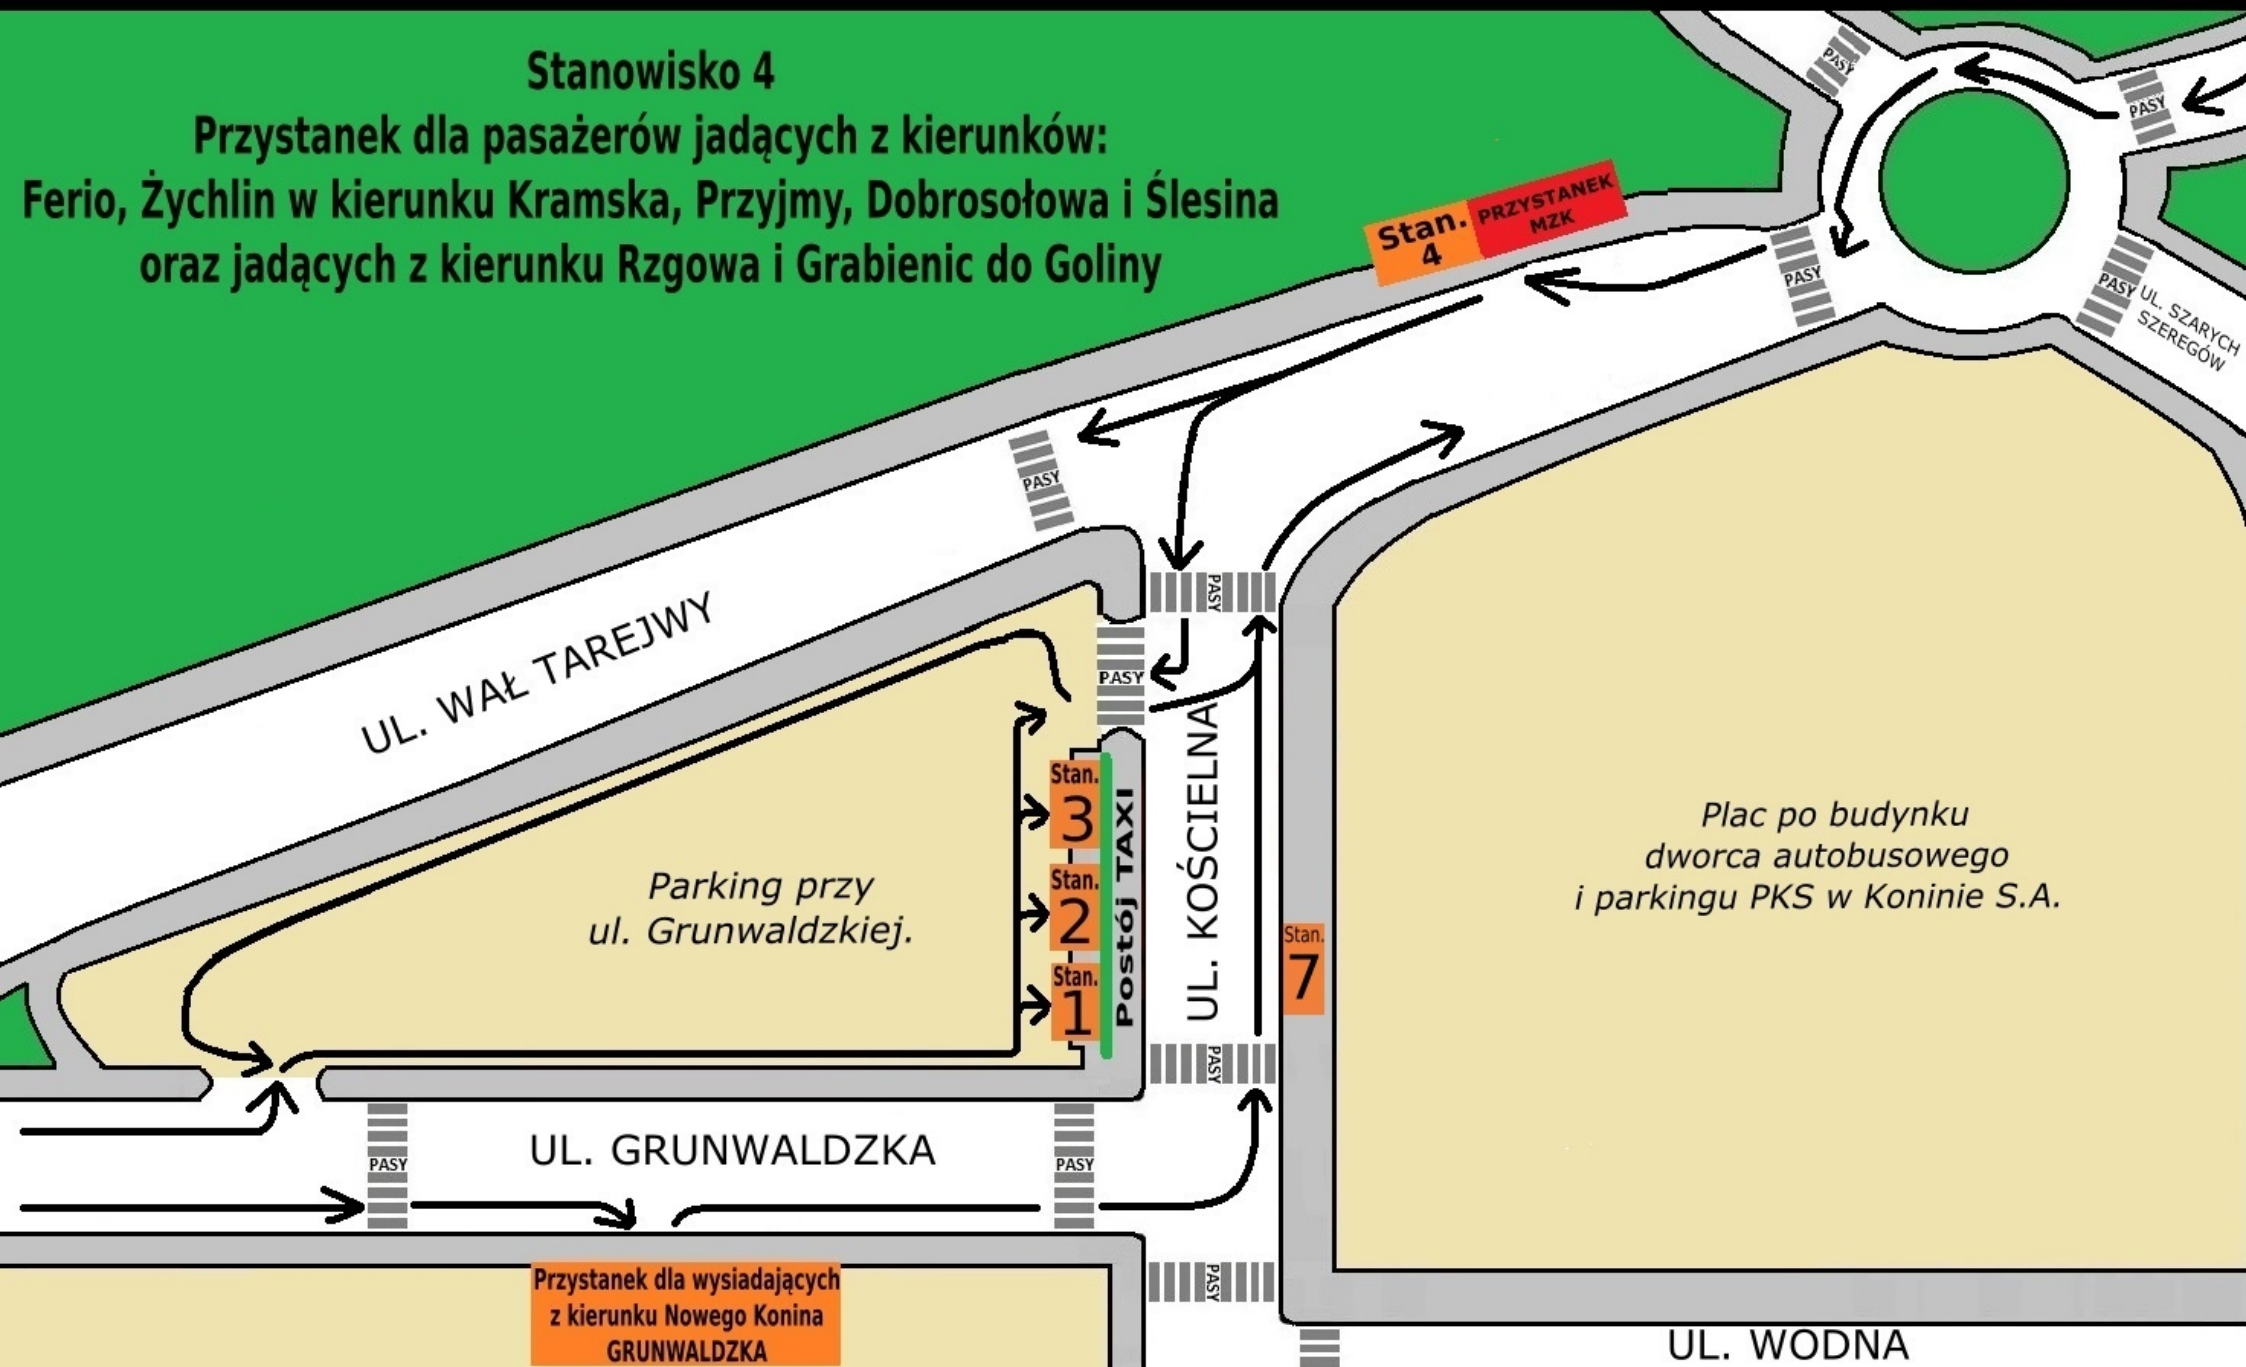 Stanowisko 4
Przystanek dla pasażerów jadących z kierunków:
Ferio, Żychlin w kierunku Kramska, Przyjmy, Dobrosołowa i Ślesina
oraz jadących z kierunku Rzgowa i Grabienic do Goliny
PASY
PASY
Stan.
4
PRZYSTANEK
MZK
PASY
PASY
UL. SZARYCH
SZEREGÓW
PASY
PASY
UL. WAŁ TAREJWY
PASY
Stan.
3
Stan.
2
Stan.
1
Postój TAXI
UL. KOŚCIELNA
Parking przy
ul. Grunwaldzkiej.
Plac po budynku
dworca autobusowego
i parkingu PKS w Koninie S.A.
Stan.
7
PASY
UL. GRUNWALDZKA
PASY
PASY
PASY
Przystanek dla wysiadających
z kierunku Nowego Konina
GRUNWALDZKA
UL. WODNA